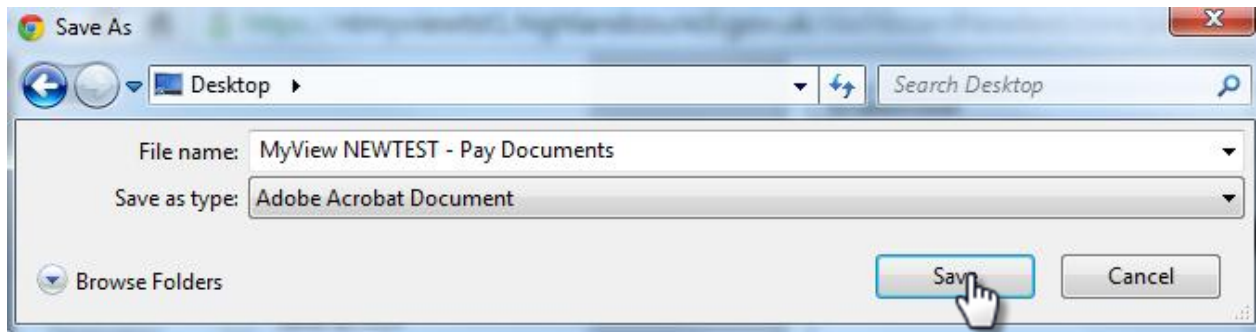 Save As
Desktop
Search Desktop
File name: MyView NEWTEST - Pay Documents
Save as type: Adobe Acrobat Document
Browse Folders
Save Cancel